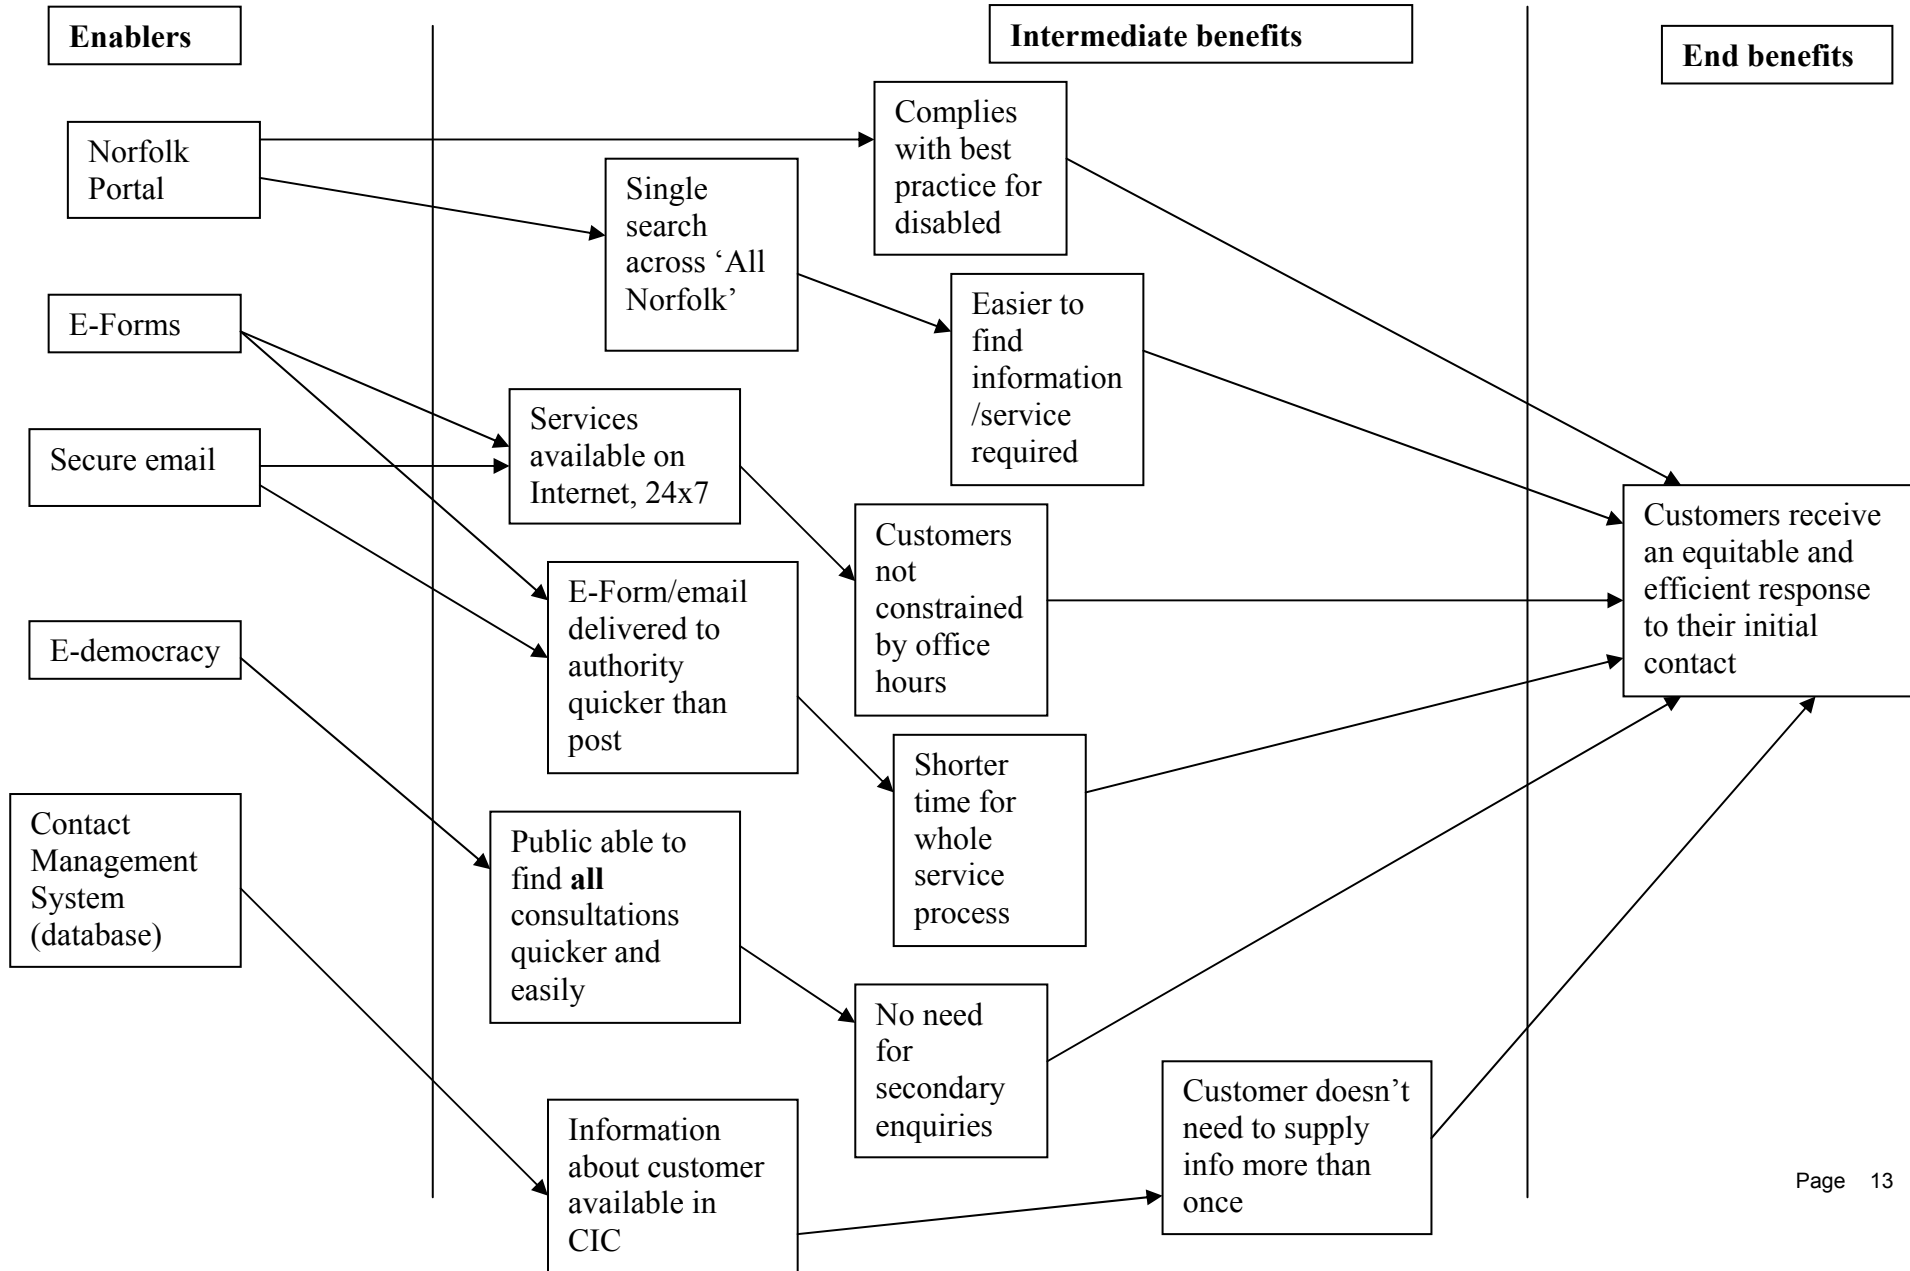 Enablers
Intermediate benefits
End benefits
Norfolk
Portal
Complies
with best
practice for
disabled
Single
search
across ‘All
Norfolk’
Easier to
find
information
/service
required
E-Forms
Secure email
Services
available on
Internet, 24x7
Customers
not
constrained
by office
hours
Customers receive
an equitable and
efficient response
to their initial
contact
E-Form/email
delivered to
authority
quicker than
post
E-democracy
Shorter
time for
whole
service
process
Contact
Management
System
(database)
Public able to
find all
consultations
quicker and
easily
No need
for
secondary
enquiries
Customer doesn’t
need to supply
info more than
once
Information
about customer
available in
CIC
Page 13